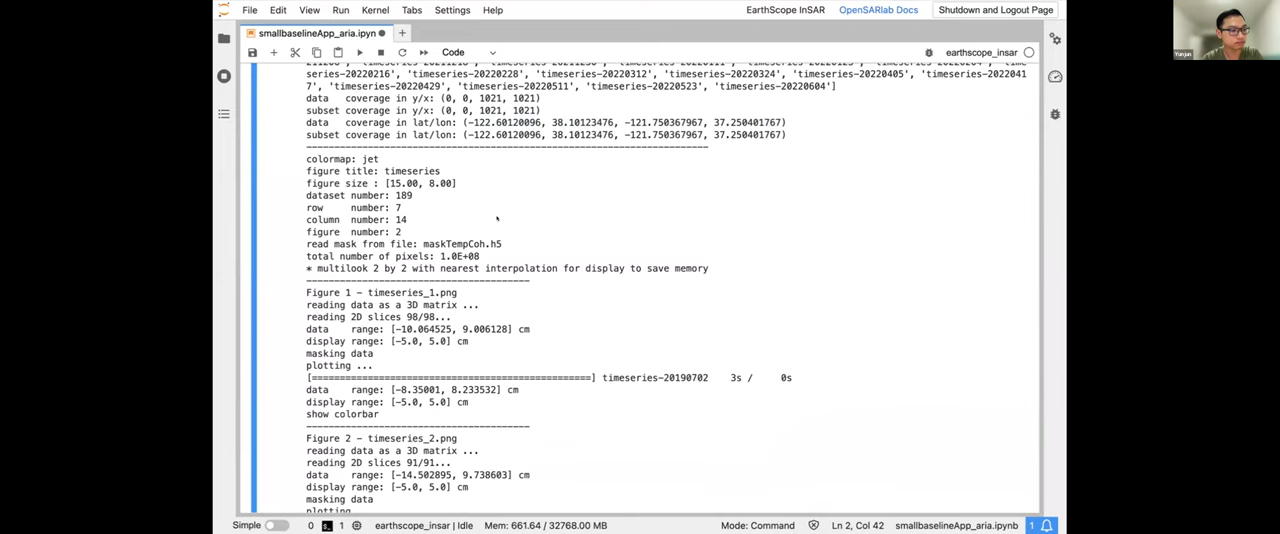 File Edit View Run Kernel Tabs Settings Help EarthScope InSAR OpenSARlab Docs Shutdown and Logout Page
smallbaselineApp_aria.ipyn
Code earthscope_insar
Yunjun
series-20220216', 'timeseries-20220228', 'timeseries-20220312', 'timeseries-20220324', 'timeseries-20220405', 'timeseries-2022041
7', 'timeseries-20220429', 'timeseries-20220511', 'timeseries-20220523', 'timeseries-20220604']
data coverage in y/x: (0, 0, 1021, 1021)
subset coverage in y/x: (0, 0, 1021, 1021)
data coverage in lat/lon: (-122.60120096, 38.10123476, -121.750367967, 37.250401767)
subset coverage in lat/lon: (-122.60120096, 38.10123476, -121.750367967, 37.250401767)
------------------------------------------------------------------------
colormap: jet
figure title: timeseries
figure size : [15.00, 8.00]
dataset number: 189
row number: 7
column number: 14
figure number: 2
read mask from file: maskTempCoh.h5
total number of pixels: 1.0E+08
* multilook 2 by 2 with nearest interpolation for display to save memory
----------------------------------------
Figure 1 - timeseries_1.png
reading data as a 3D matrix ...
reading 2D slices 98/98...
data range: [-10.064525, 9.006128] cm
display range: [-5.0, 5.0] cm
masking data
plotting ...
[==================================================] timeseries-20190702 3s / 0s
data range: [-8.35001, 8.233532] cm
display range: [-5.0, 5.0] cm
show colorbar
----------------------------------------
Figure 2 - timeseries_2.png
reading data as a 3D matrix ...
reading 2D slices 91/91...
data range: [-14.502895, 9.738603] cm
display range: [-5.0, 5.0] cm
masking data
plotting
Simple 0 1 earthscope_insar | Idle Mem: 661.64 / 32768.00 MB Mode: Command Ln 2, Col 42 smallbaselineApp_aria.ipynb 1